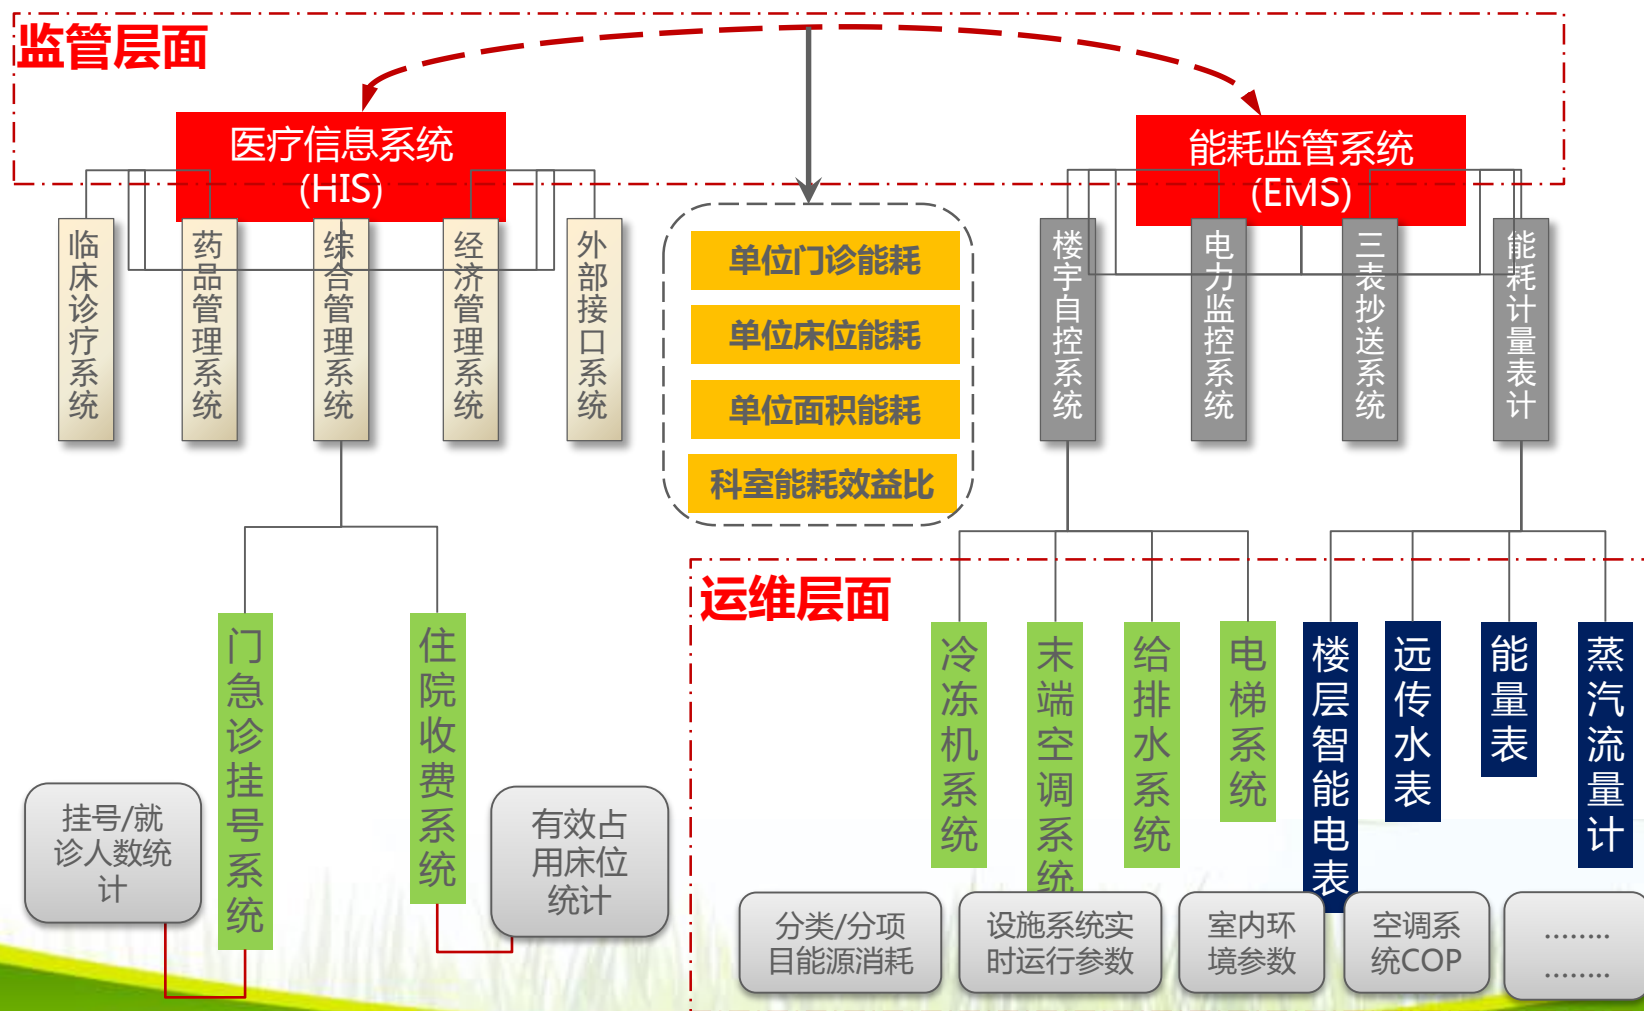 监管层面
医疗信息系统
(HIS)
能耗监管系统
(EMS)
临床诊疗系统
药品管理系统
综合管理系统
经济管理系统
外部接口系统
单位门诊能耗
单位床位能耗
单位面积能耗
科室能耗效益比
楼宇自控系统
电力监控系统
三表抄送系统
能耗计量表计
运维层面
门急诊挂号系统
住院收费系统
冷冻机系统
末端空调系统
给排水系统
电梯系统
楼层智能电表
远传水表
能量表
蒸汽流量计
挂号/就
诊人数统
计
有效占
用床位
统计
分类/分项
目能源消耗
设施系统实
时运行参数
室内环
境参数
空调系
统COP
........
........